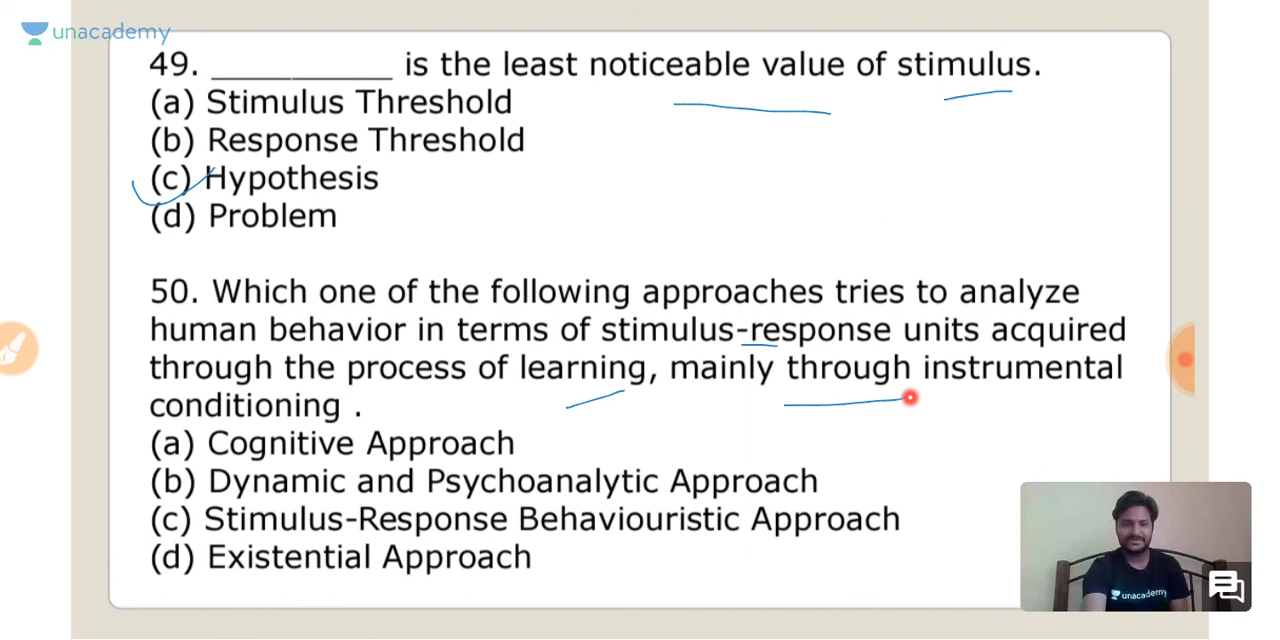 unacademy
49. __________ is the least noticeable value of stimulus.
(a) Stimulus Threshold
(b) Response Threshold
(c) Hypothesis
(d) Problem
50. Which one of the following approaches tries to analyze
human behavior in terms of stimulus-response units acquired
through the process of learning, mainly through instrumental
conditioning .
(a) Cognitive Approach
(b) Dynamic and Psychoanalytic Approach
(c) Stimulus-Response Behaviouristic Approach
(d) Existential Approach
unacademy